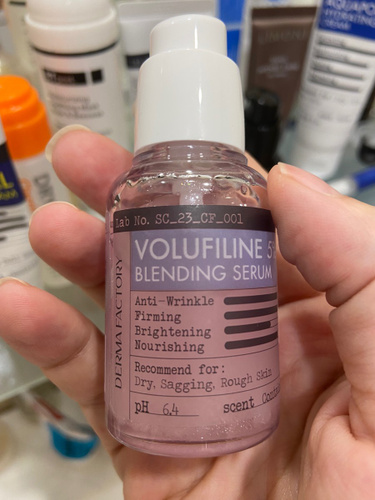 Lab No. SC_23_CF_001
VOLUFILINE 5%
BLENDING SERUM
DERMA FACTORY
Anti-Wrinkle
Firming
Brightening
Nourishing
Recommend for:
Dry, Sagging, Rough Skin
pH 6.4
scent